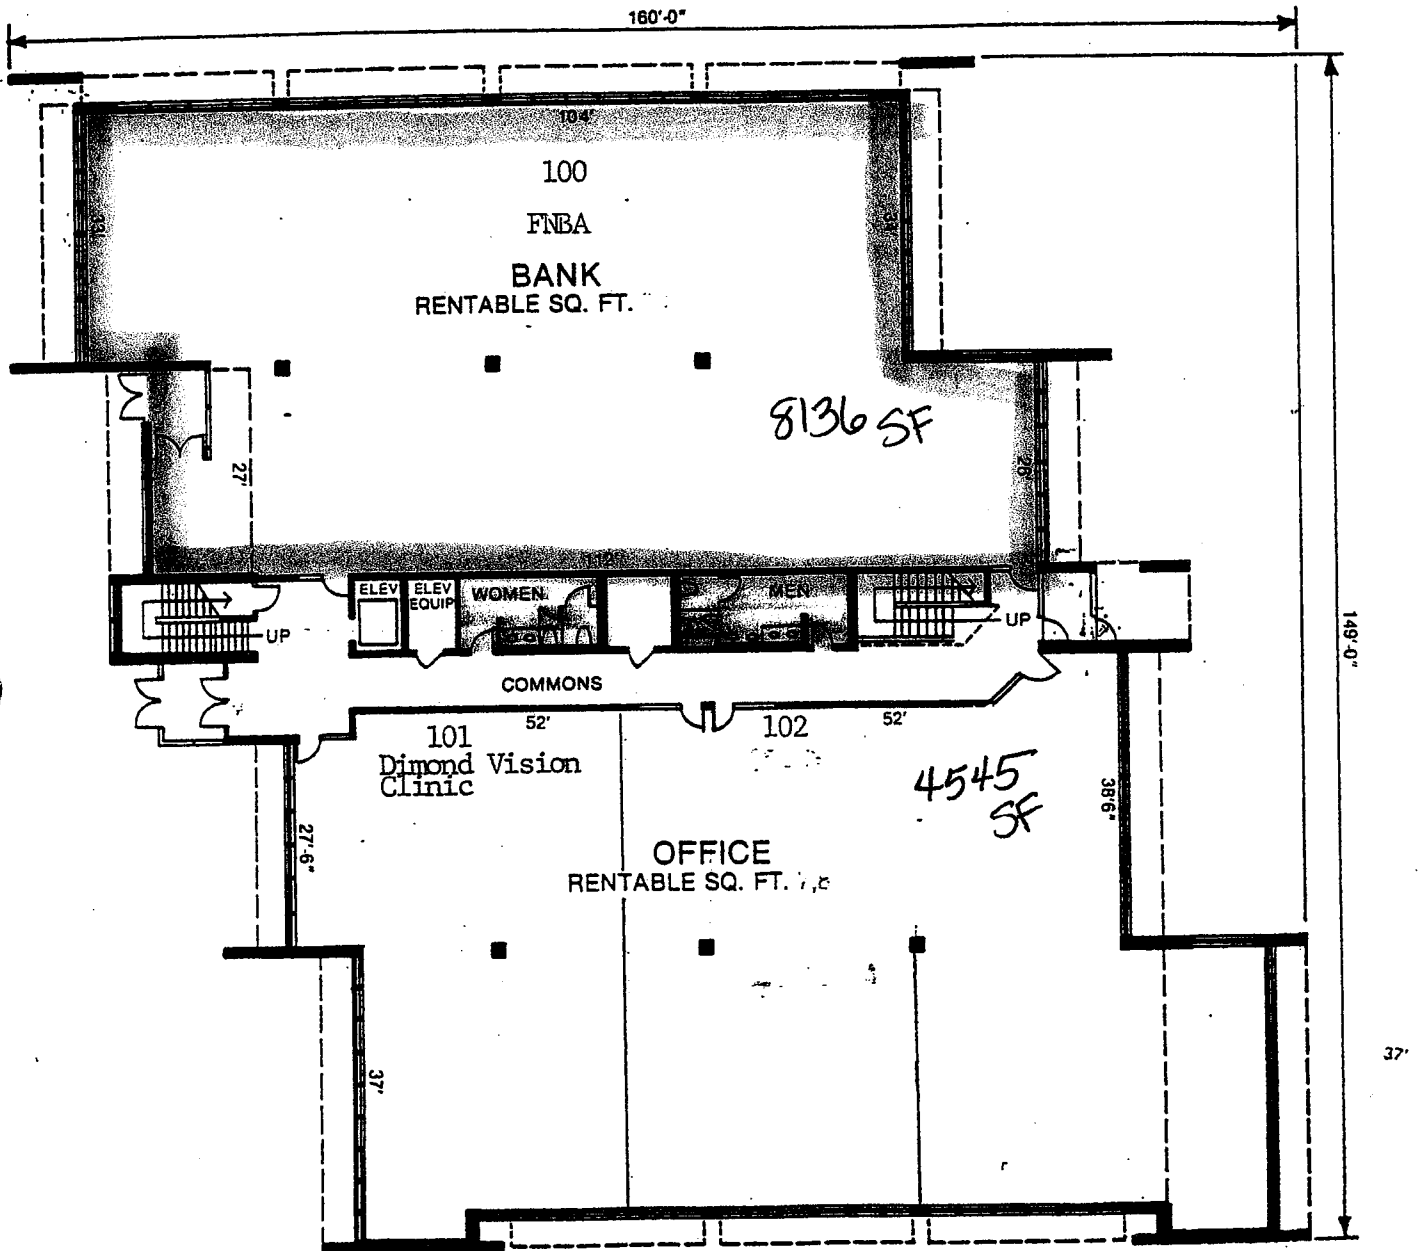 160'-0"
104'
100
FNBA
33'
BANK
RENTABLE SQ. FT.
8136 SF
27'
26'
ELEV
ELEV
EQUIP
WOMEN
MEN
UP
UP
149'-0"
COMMONS
52'
52'
101
102
Dimond Vision
Clinic
4545
SF
38'6"
27'-6"
OFFICE
RENTABLE SQ. FT.
37'
37'